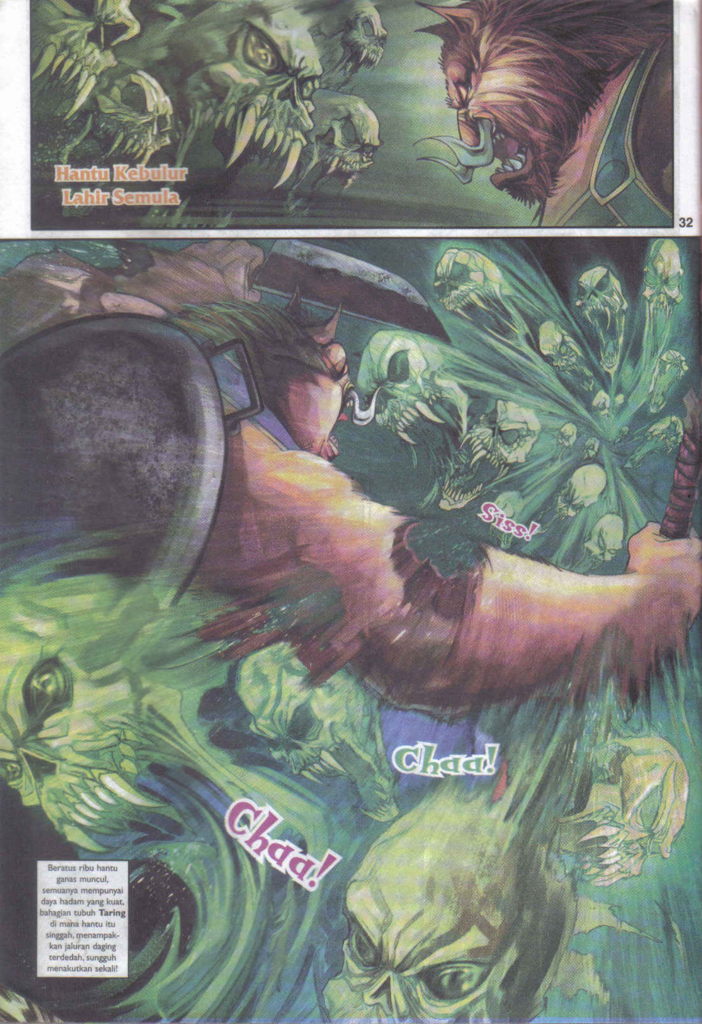 Hantu Kebulur
Lahir Semula
32
Siss!
Chaa!
Chaa!
Beratus ribu hantu
ganas muncul,
semuanya mempunyai
daya hadam yang kuat,
bahagian tubuh Taring
di mana hantu itu
singgah, menampak-
kan jaluran daging
terdedah, sungguh
menakutkan sekali!